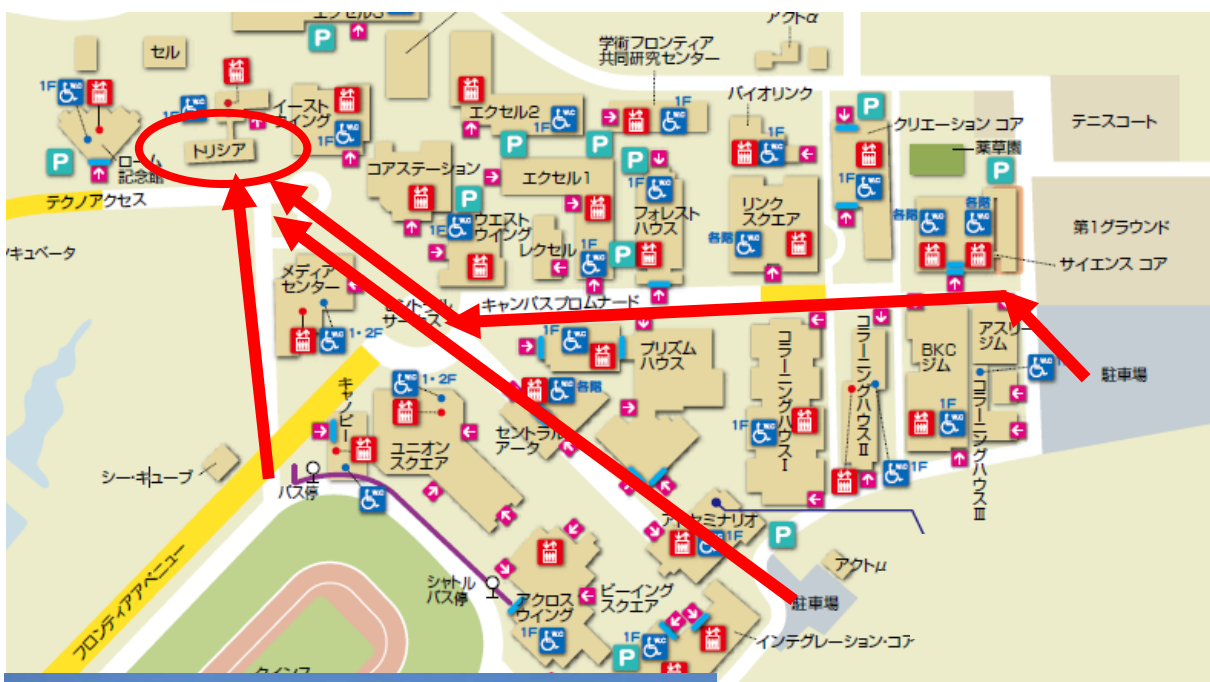 エクセル3
アクトα
P
セル
学術フロンティア
共同研究センター
1F
1F
イースト
ウイング
エクセル2
1F
1F
バイオリンク
1F
P
クリエーション コア
テニスコート
薬草園
P
トリシア
1F
P
P
P
ローム
記念館
コアステーション
エクセル1
P
1F
1F
テクノアクセス
P
フォレスト
ハウス
リンク
スクエア
各階
各階
各階
第1グラウンド
ウエスト
ウイング
1F
レクセル
1F
P
サイエンス コア
キュベータ
メディア
センター
キャンパスプロムナード
1・2F
1F
プリズム
ハウス
コラーニングハウスⅠ
コラーニングハウスⅡ
BKC
ジム
アスリート
ジム
駐車場
キャノピー
1・2F
各階
コラーニングハウスⅢ
1F
1F
1F
ユニオン
スクエア
セントラル
アーク
シー・キューブ
バス停
P
1F
アクトμ
フロンティアアベニュー
シャトル
バス停
アクロス
ウイング
ビーイング
スクエア
駐車場
1F
1F
P
インテグレーション・コア